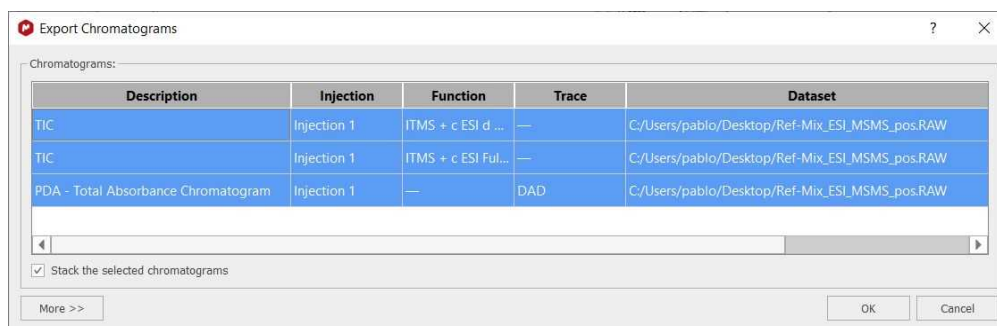 Export Chromatograms ? ×
Chromatograms:
Description Injection Function Trace Dataset
TIC Injection 1 ITMS + c ESI d ... — C:/Users/pablo/Desktop/Ref-Mix_ESI_MSMS_pos.RAW
TIC Injection 1 ITMS + c ESI Ful... — C:/Users/pablo/Desktop/Ref-Mix_ESI_MSMS_pos.RAW
PDA - Total Absorbance Chromatogram Injection 1 — DAD C:/Users/pablo/Desktop/Ref-Mix_ESI_MSMS_pos.RAW
Stack the selected chromatograms
More >> OK Cancel